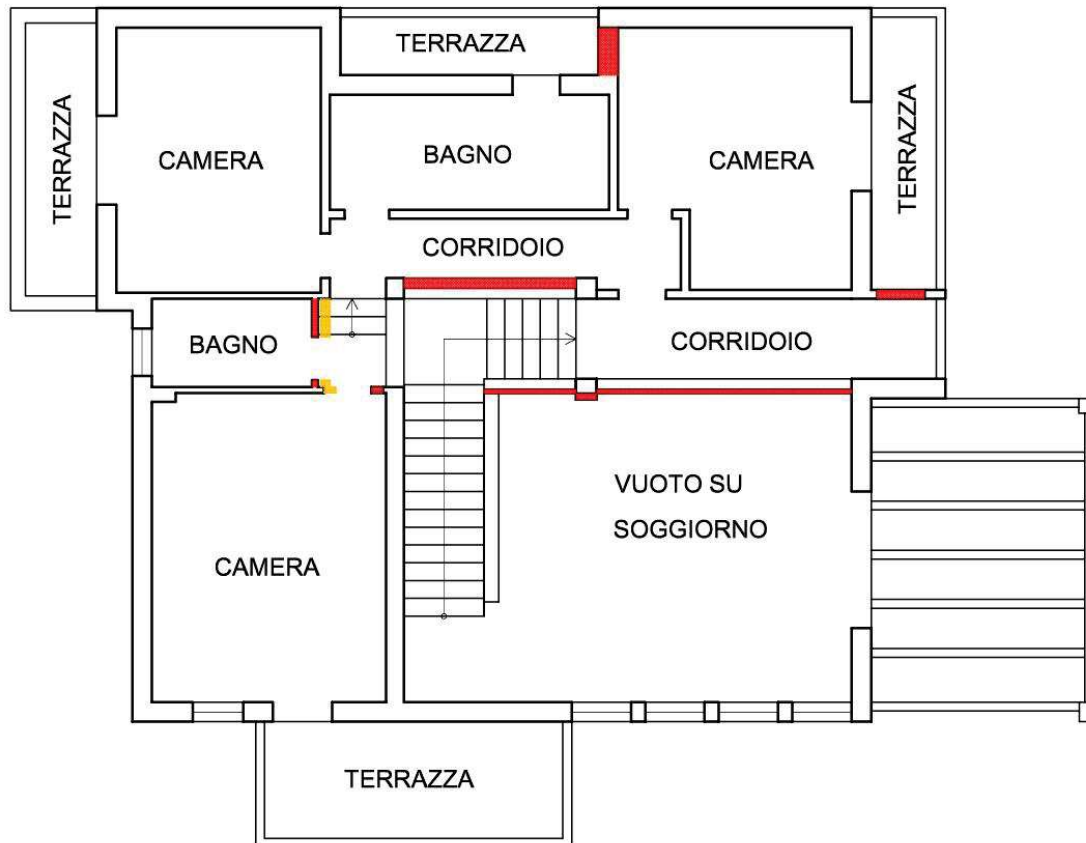 TERRAZZA
TERRAZZA
CAMERA
BAGNO
CAMERA
TERRAZZA
CORRIDOIO
BAGNO
CORRIDOIO
VUOTO SU
SOGGIORNO
CAMERA
TERRAZZA